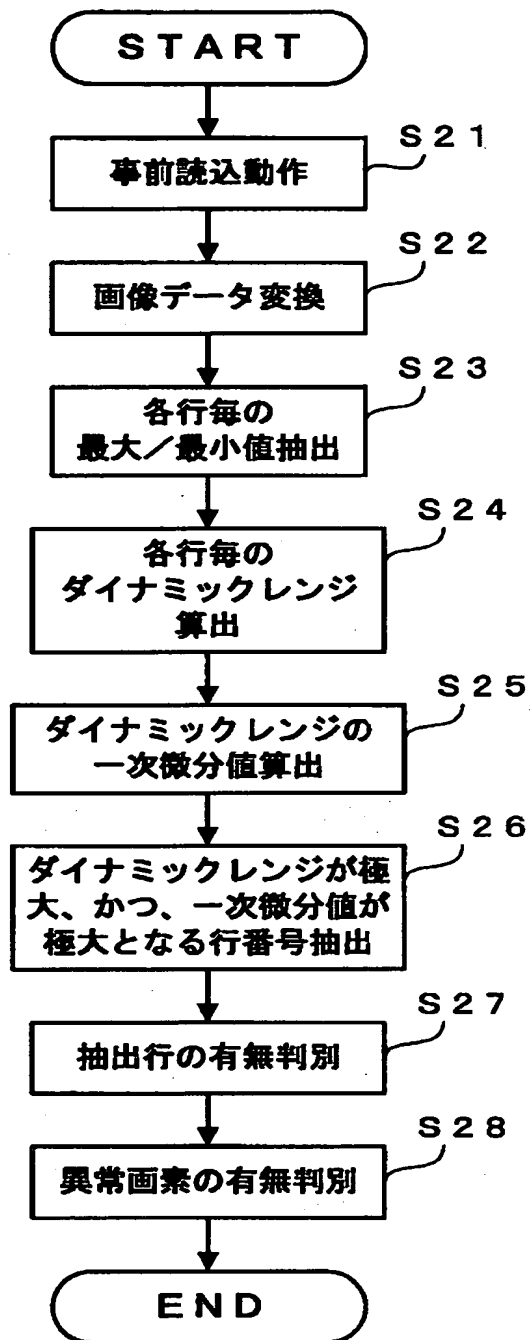 START
S21
事前読込動作
S22
画像データ変換
S23
各行毎の
最大／最小値抽出
S24
各行毎の
ダイナミックレンジ
算出
S25
ダイナミックレンジの
一次微分値算出
S26
ダイナミックレンジが極
大、かつ、一次微分値が
極大となる行番号抽出
S27
抽出行の有無判別
S28
異常画素の有無判別
END